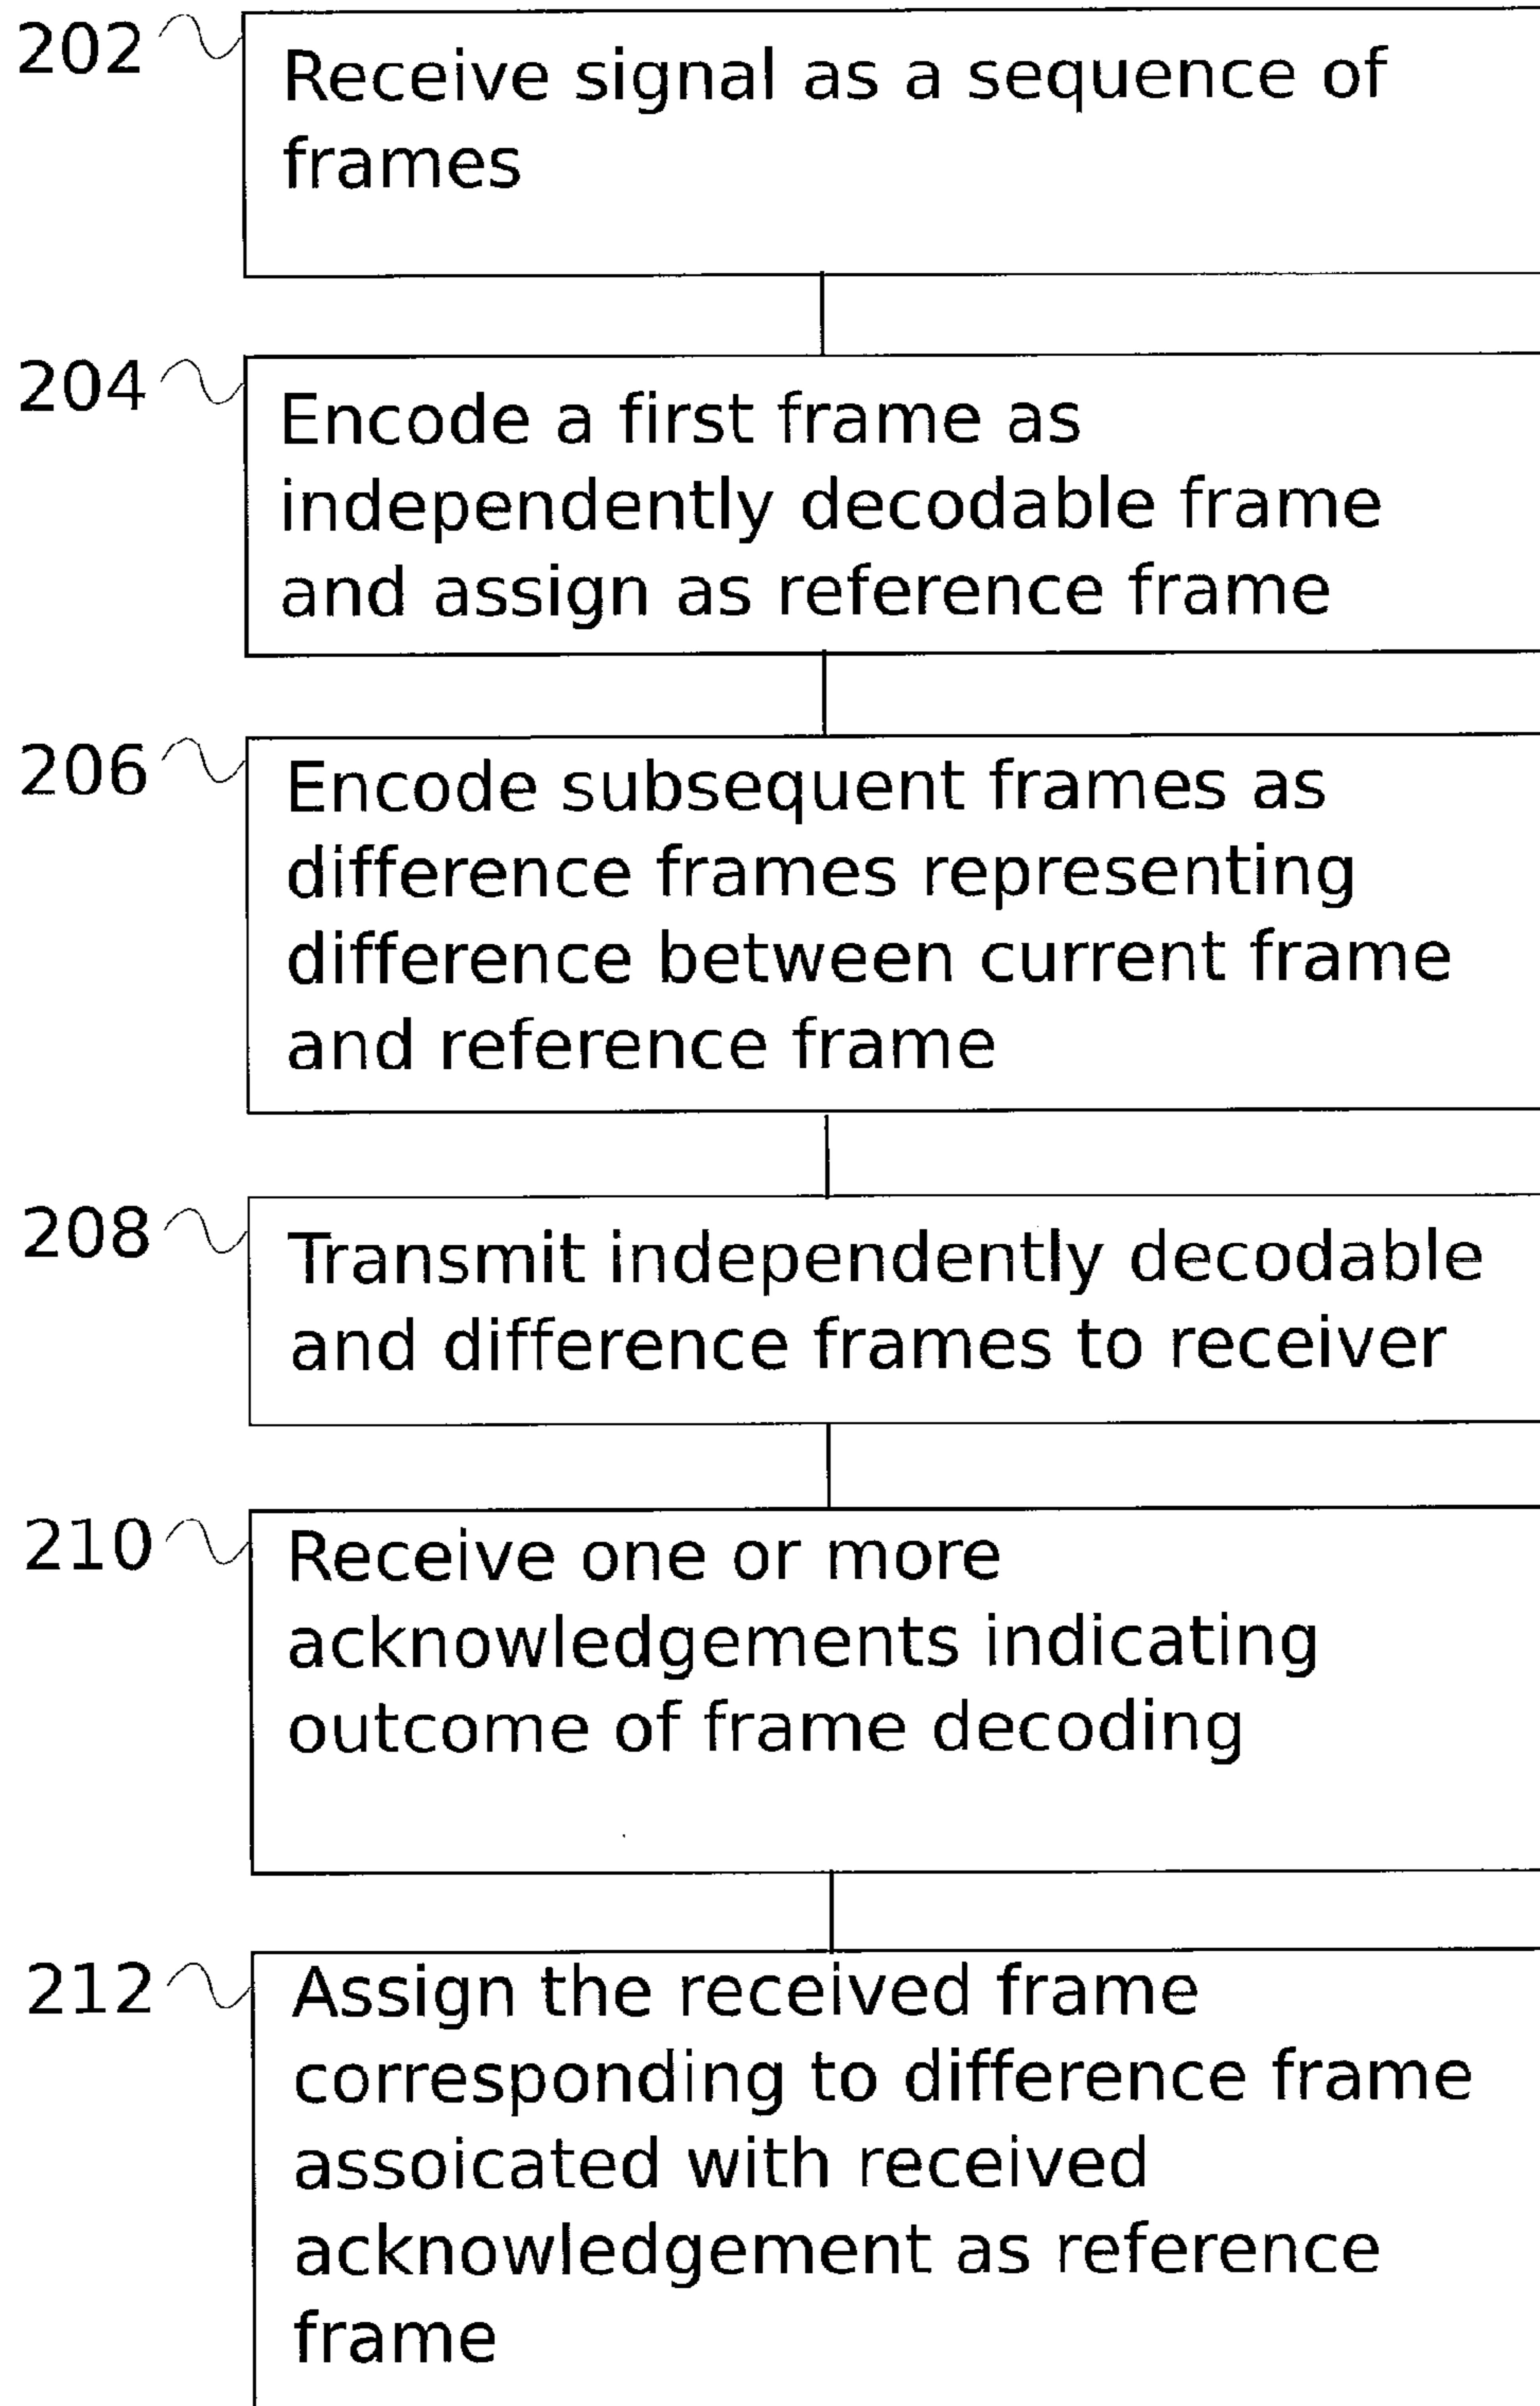 202
Receive signal as a sequence of
frames
204
Encode a first frame as
independently decodable frame
and assign as reference frame
206
Encode subsequent frames as
difference frames representing
difference between current frame
and reference frame
208
Transmit independently decodable
and difference frames to receiver
210
Receive one or more
acknowledgements indicating
outcome of frame decoding
212
Assign the received frame
corresponding to difference frame
assoicated with received
acknowledgement as reference
frame